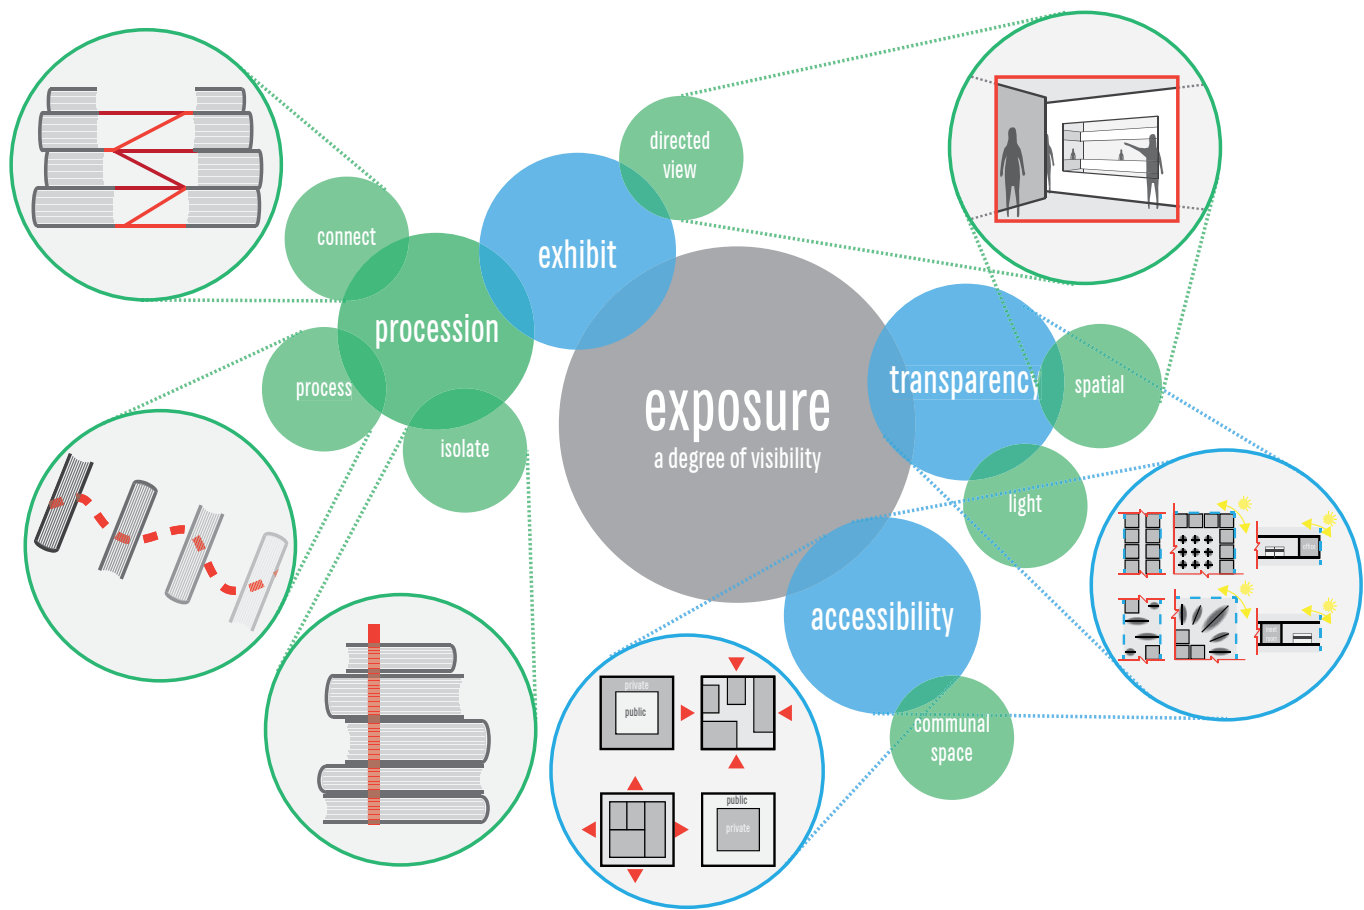 directed
view
connect
exhibit
procession
process
isolate
exposure
a degree of visibility
transparency
spatial
light
accessibility
communal
space
private
public
public
private
office